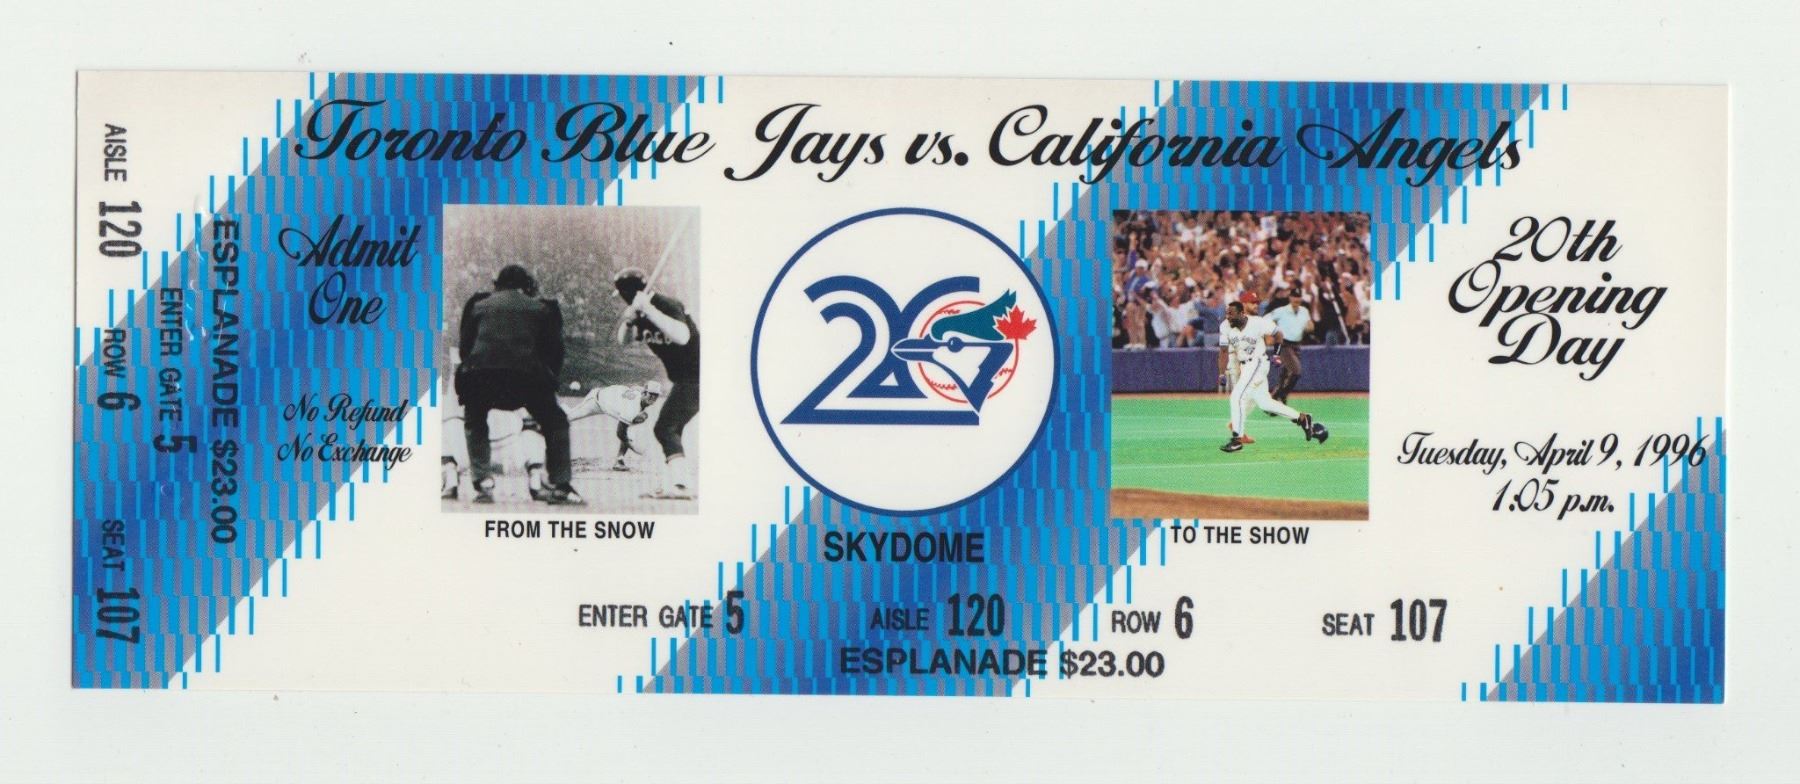 Toronto Blue Jays vs. California Angels
AISLE 120 ROW 6 SEAT 107
ENTER GATE 5
ESPLANADE $23.00
Admit
One
No Refund
No Exchange
FROM THE SNOW
20
SKYDOME
TO THE SHOW
20th
Opening
Day
Tuesday, April 9, 1996
1:05 p.m.
ENTER GATE 5 AISLE 120 ROW 6 SEAT 107
ESPLANADE $23.00